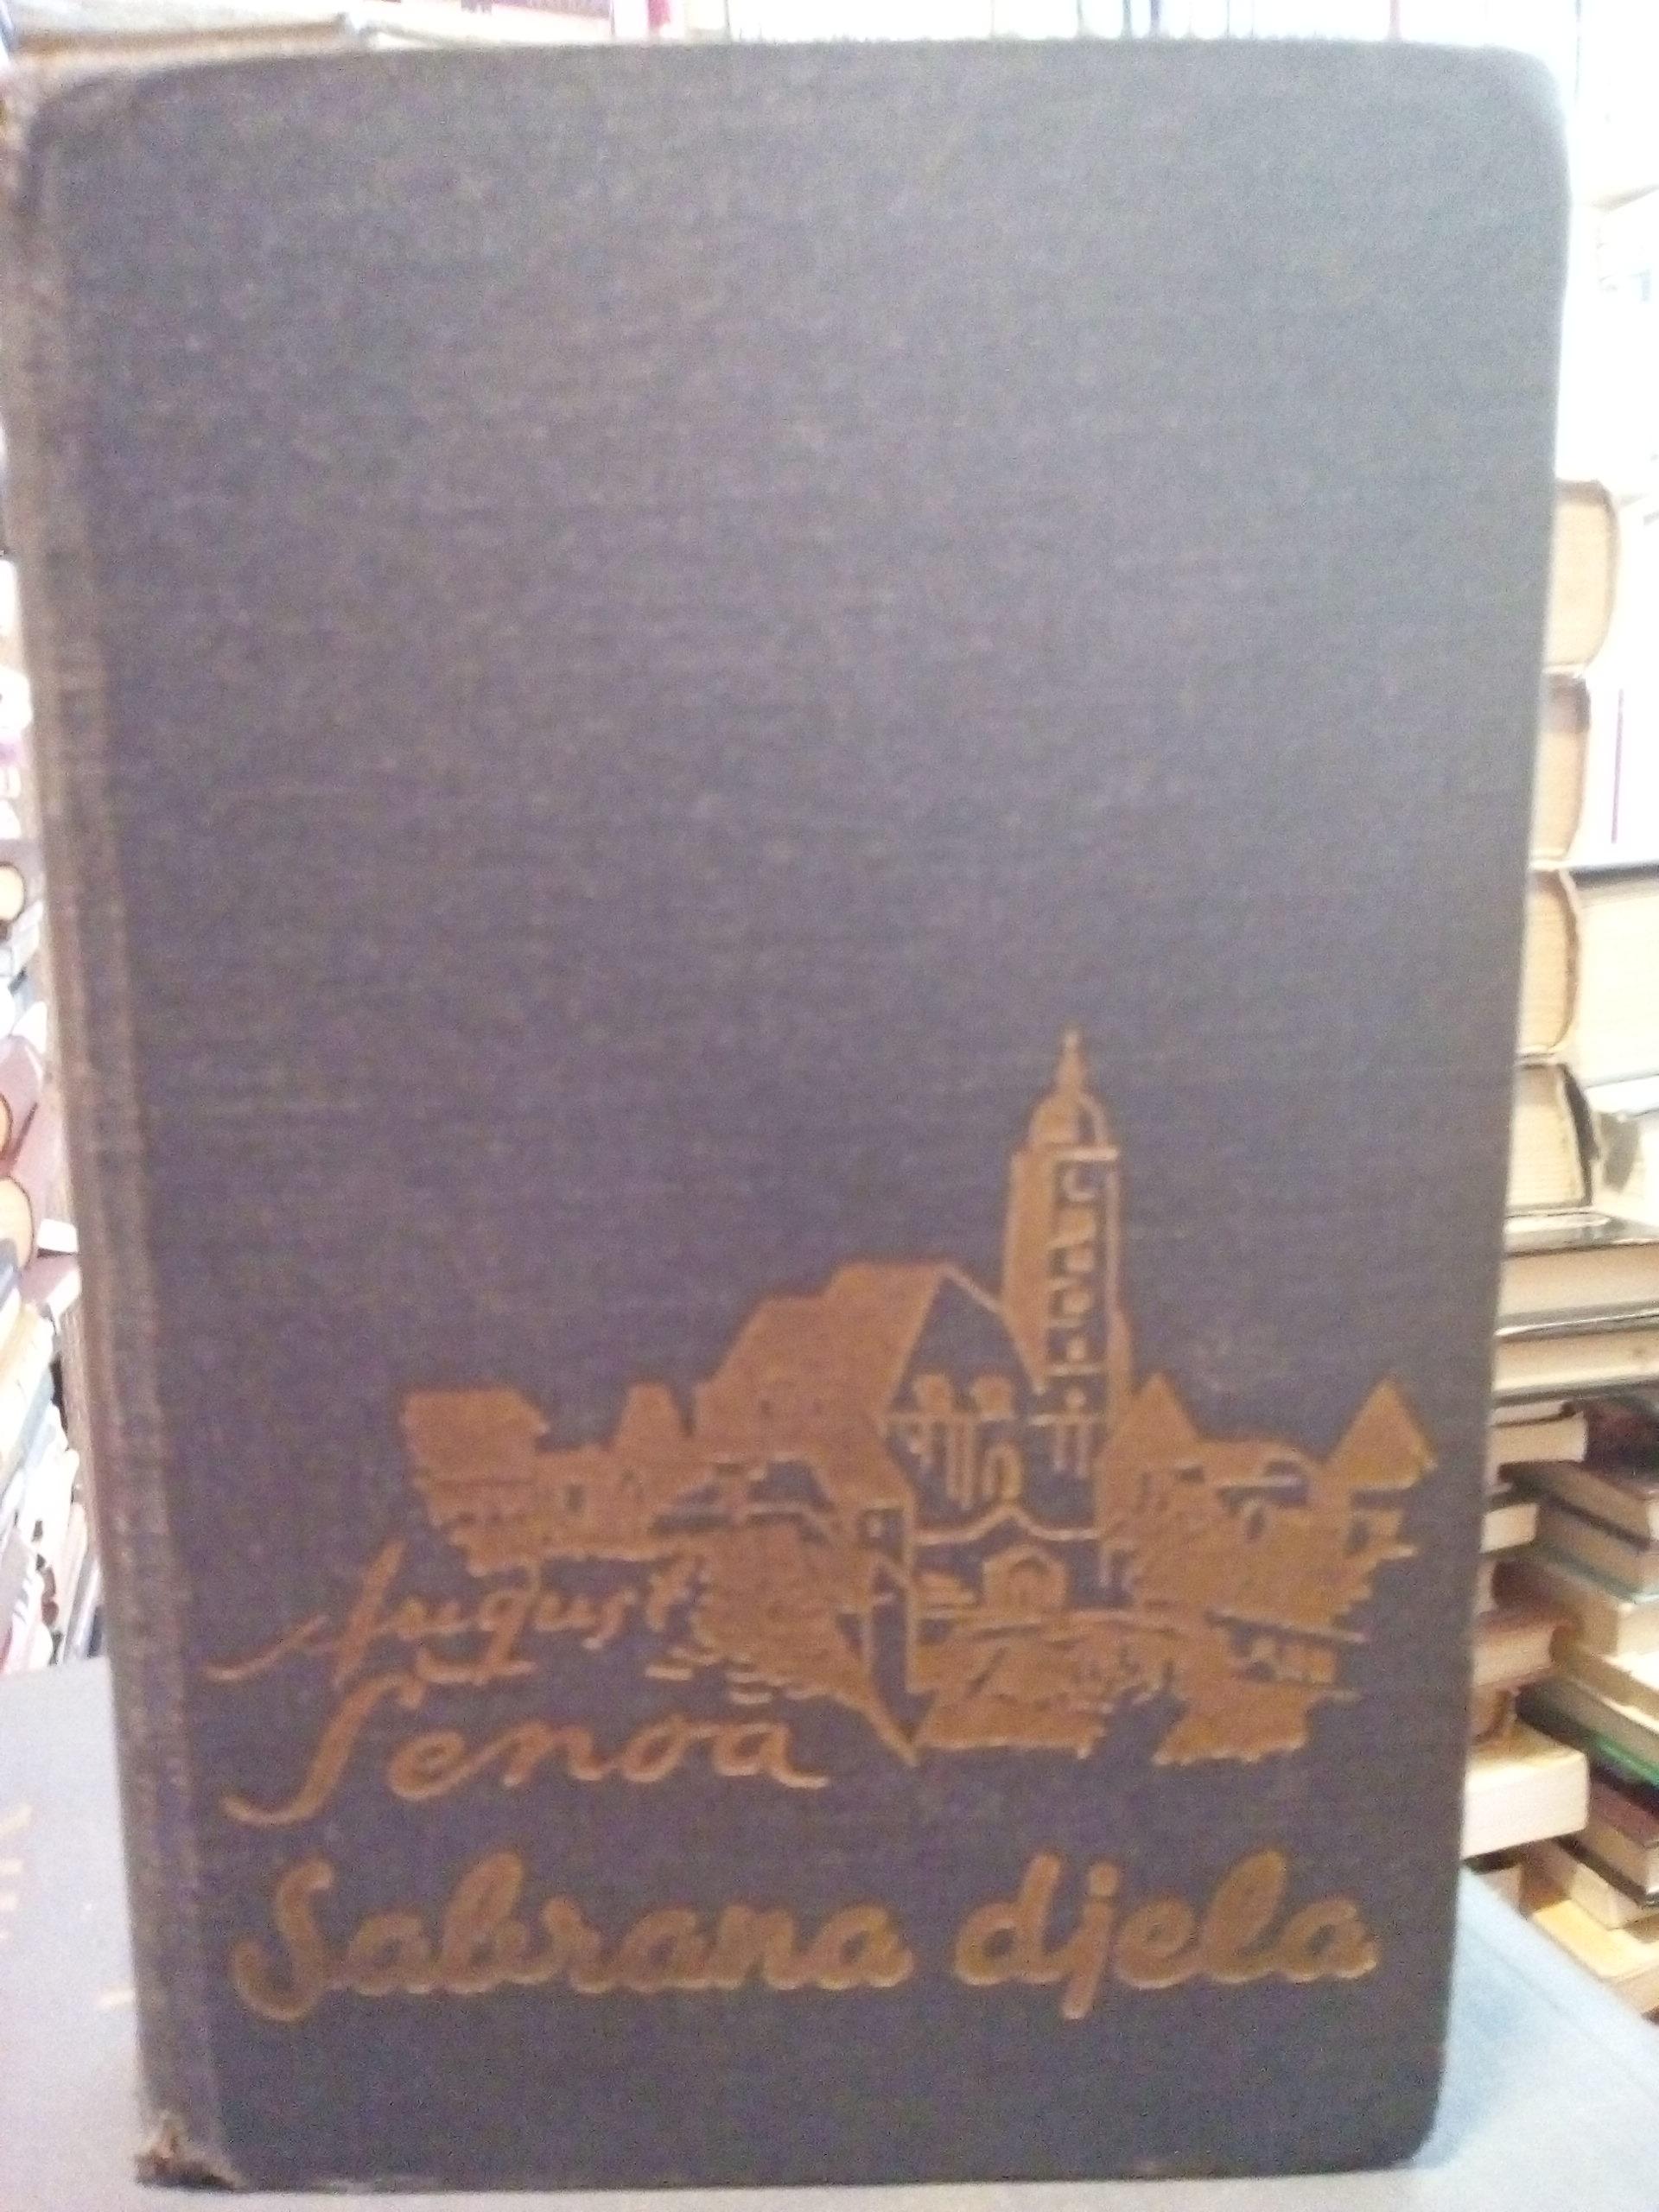 August
Šenoa
Sabrana djela